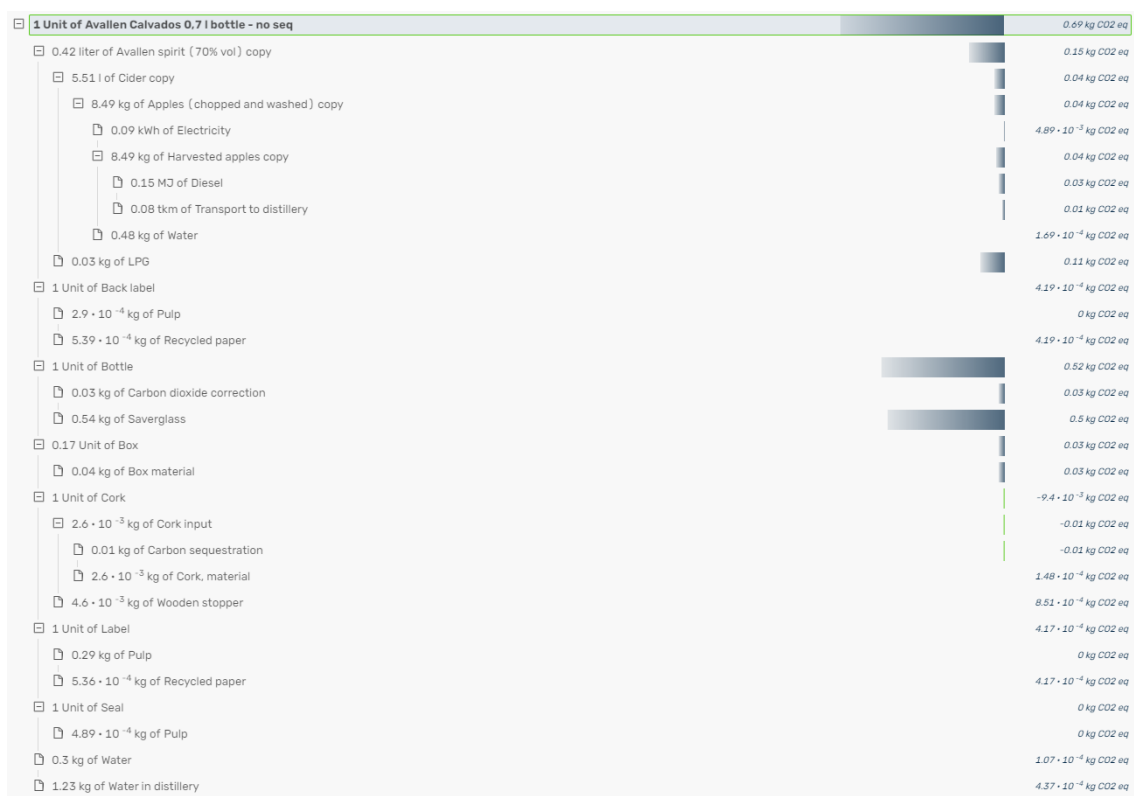 1 Unit of Avallen Calvados 0,7 l bottle - no seq 0.69 kg CO2 eq
0.42 liter of Avallen spirit (70% vol) copy 0.15 kg CO2 eq
5.51 l of Cider copy 0.04 kg CO2 eq
8.49 kg of Apples (chopped and washed) copy 0.04 kg CO2 eq
0.09 kWh of Electricity 4.89 • 10⁻³ kg CO2 eq
8.49 kg of Harvested apples copy 0.04 kg CO2 eq
0.15 MJ of Diesel 0.03 kg CO2 eq
0.08 tkm of Transport to distillery 0.01 kg CO2 eq
0.48 kg of Water 1.69 • 10⁻⁴ kg CO2 eq
0.03 kg of LPG 0.11 kg CO2 eq
1 Unit of Back label 4.19 • 10⁻⁴ kg CO2 eq
2.9 • 10⁻⁴ kg of Pulp 0 kg CO2 eq
5.39 • 10⁻⁴ kg of Recycled paper 4.19 • 10⁻⁴ kg CO2 eq
1 Unit of Bottle 0.52 kg CO2 eq
0.03 kg of Carbon dioxide correction 0.03 kg CO2 eq
0.54 kg of Saverglass 0.5 kg CO2 eq
0.17 Unit of Box 0.03 kg CO2 eq
0.04 kg of Box material 0.03 kg CO2 eq
1 Unit of Cork -9.4 • 10⁻³ kg CO2 eq
2.6 • 10⁻³ kg of Cork input -0.01 kg CO2 eq
0.01 kg of Carbon sequestration -0.01 kg CO2 eq
2.6 • 10⁻³ kg of Cork, material 1.48 • 10⁻⁴ kg CO2 eq
4.6 • 10⁻³ kg of Wooden stopper 8.51 • 10⁻⁴ kg CO2 eq
1 Unit of Label 4.17 • 10⁻⁴ kg CO2 eq
0.29 kg of Pulp 0 kg CO2 eq
5.36 • 10⁻⁴ kg of Recycled paper 4.17 • 10⁻⁴ kg CO2 eq
1 Unit of Seal 0 kg CO2 eq
4.89 • 10⁻⁴ kg of Pulp 0 kg CO2 eq
0.3 kg of Water 1.07 • 10⁻⁴ kg CO2 eq
1.23 kg of Water in distillery 4.37 • 10⁻⁴ kg CO2 eq